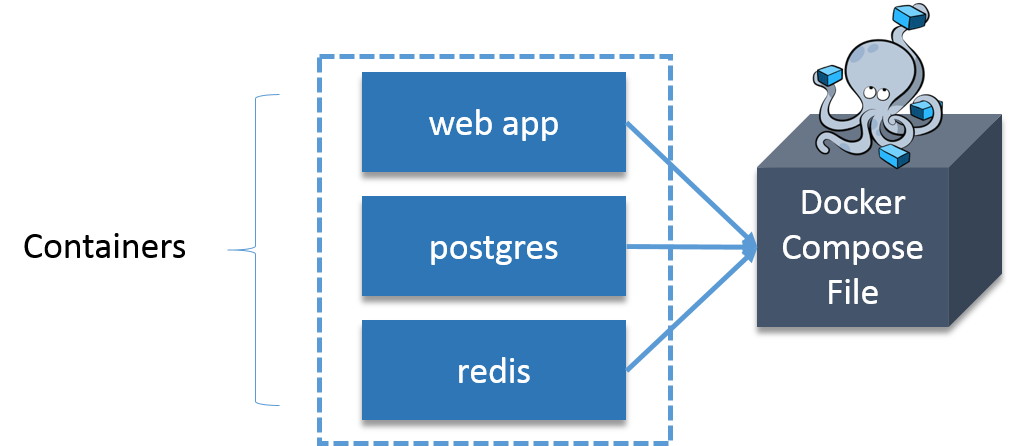 Containers
web app
postgres
redis
Docker
Compose
File